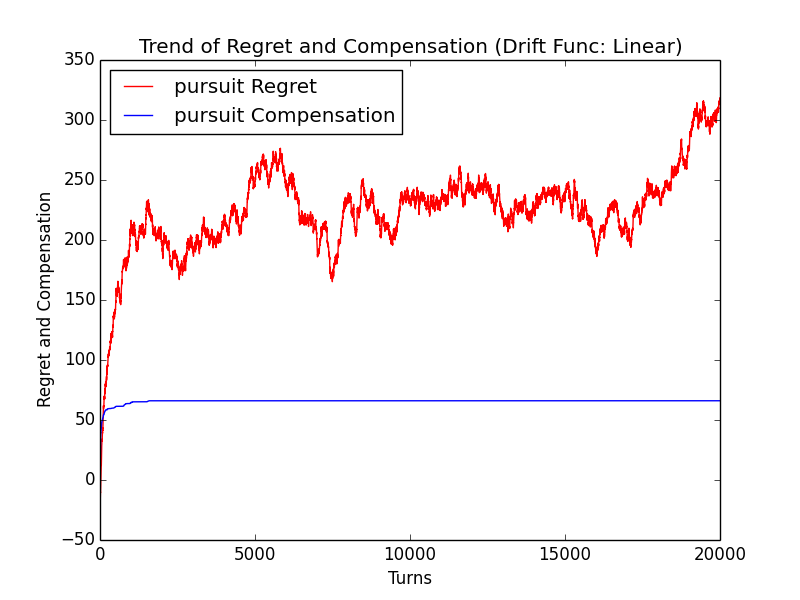 Trend of Regret and Compensation (Drift Func: Linear)
350
300
250
200
150
100
50
0
−50
pursuit Regret
pursuit Compensation
Regret and Compensation
0
5000
10000
15000
20000
Turns